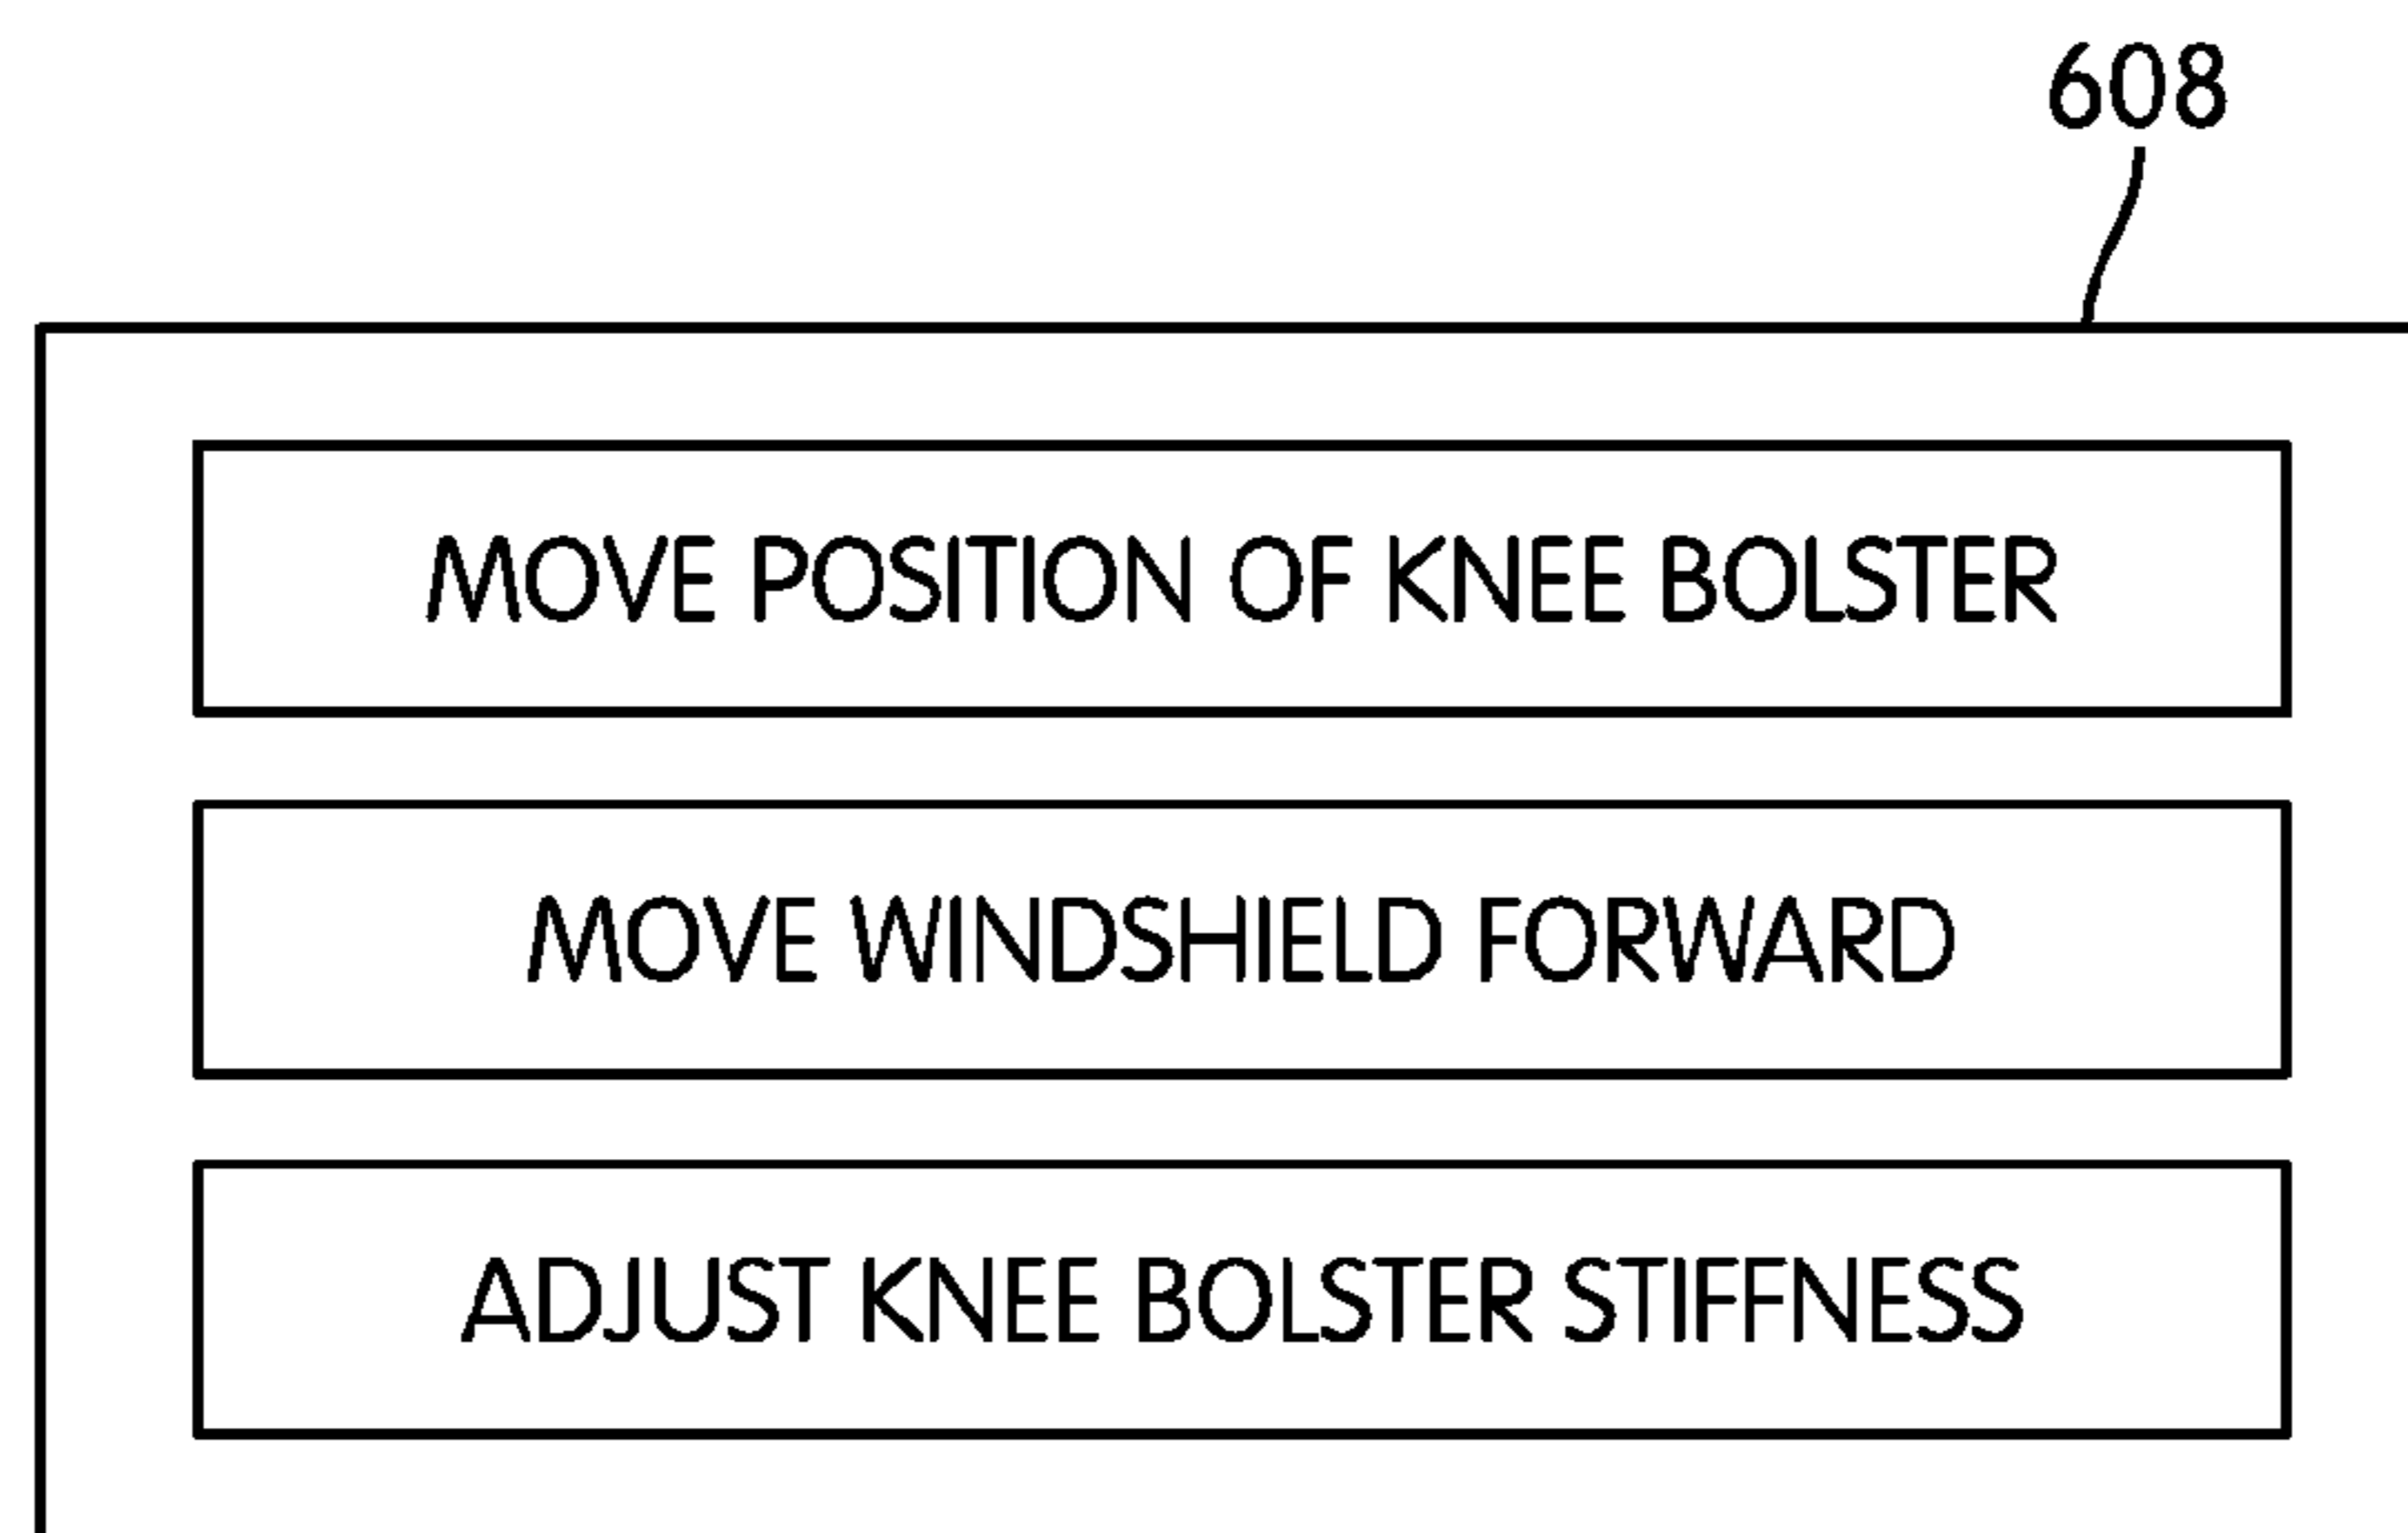 608
MOVE POSITION OF KNEE BOLSTER
MOVE WINDSHIELD FORWARD
ADJUST KNEE BOLSTER STIFFNESS